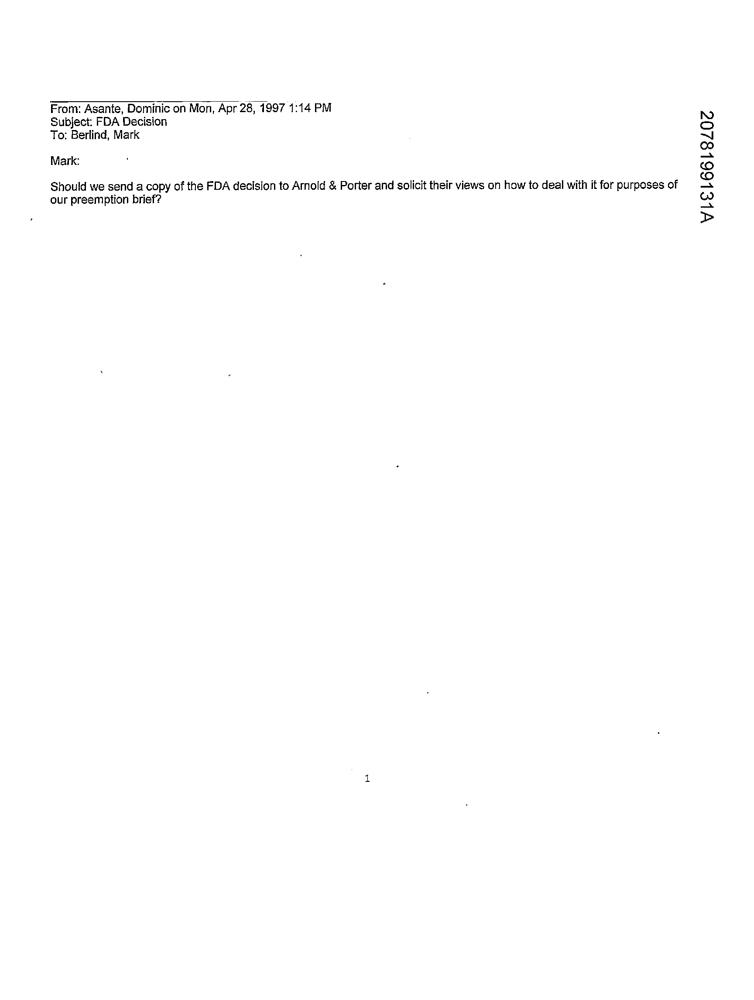 From: Asante, Dominic on Mon, Apr 28, 1997 1:14 PM
Subject: FDA Decision
To: Berlind, Mark
Mark:
Should we send a copy of the FDA decision to Arnold & Porter and solicit their views on how to deal with it for purposes of
our preemption brief?
2078199131A
1